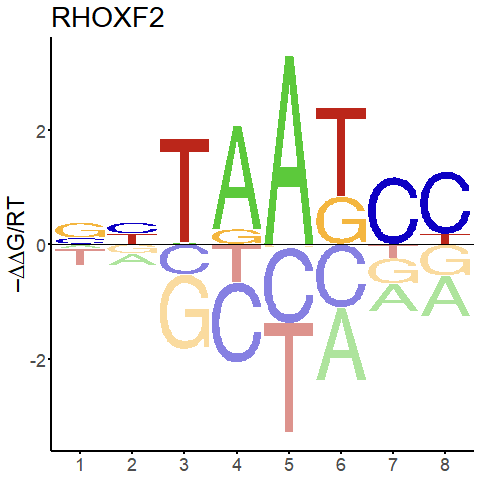 RHOXF2
−ΔΔG/RT
2
0
-2
G C T A A T C C
C T G G T
T G C T C C G G
A G C T A A A
1 2 3 4 5 6 7 8